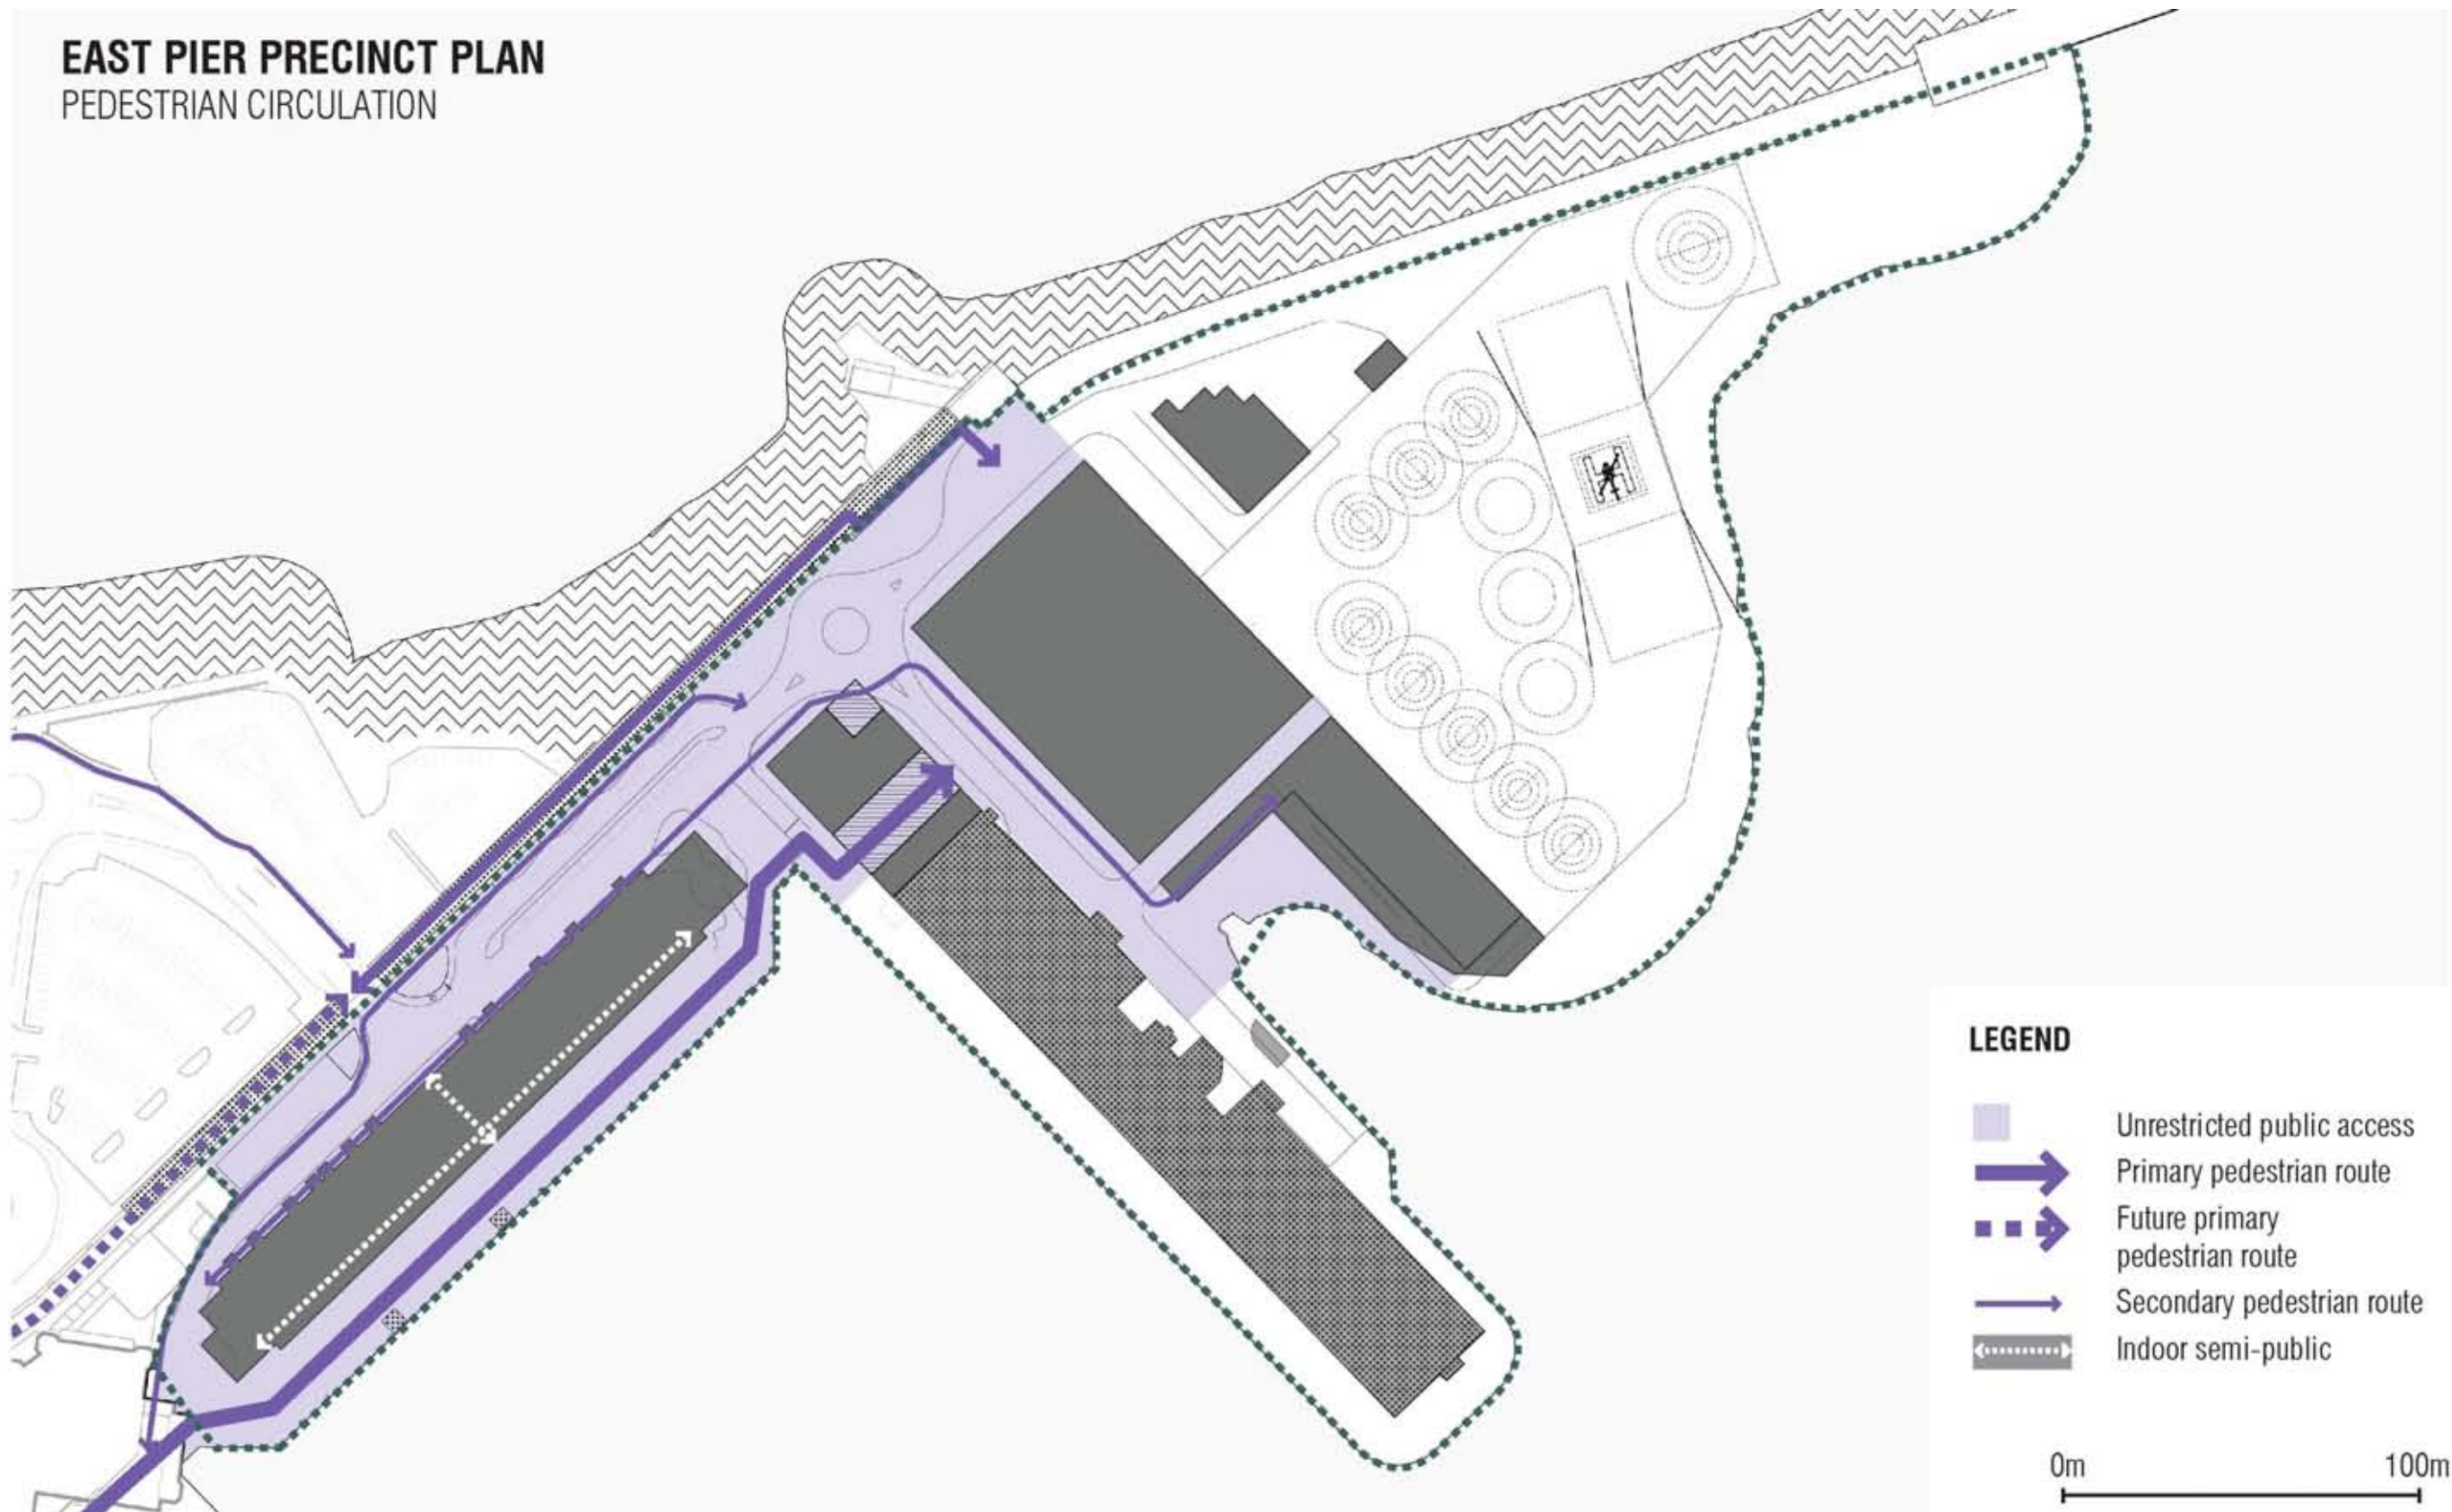 EAST PIER PRECINCT PLAN
PEDESTRIAN CIRCULATION
LEGEND
Unrestricted public access
Primary pedestrian route
Future primary
pedestrian route
Secondary pedestrian route
Indoor semi-public
0m 100m